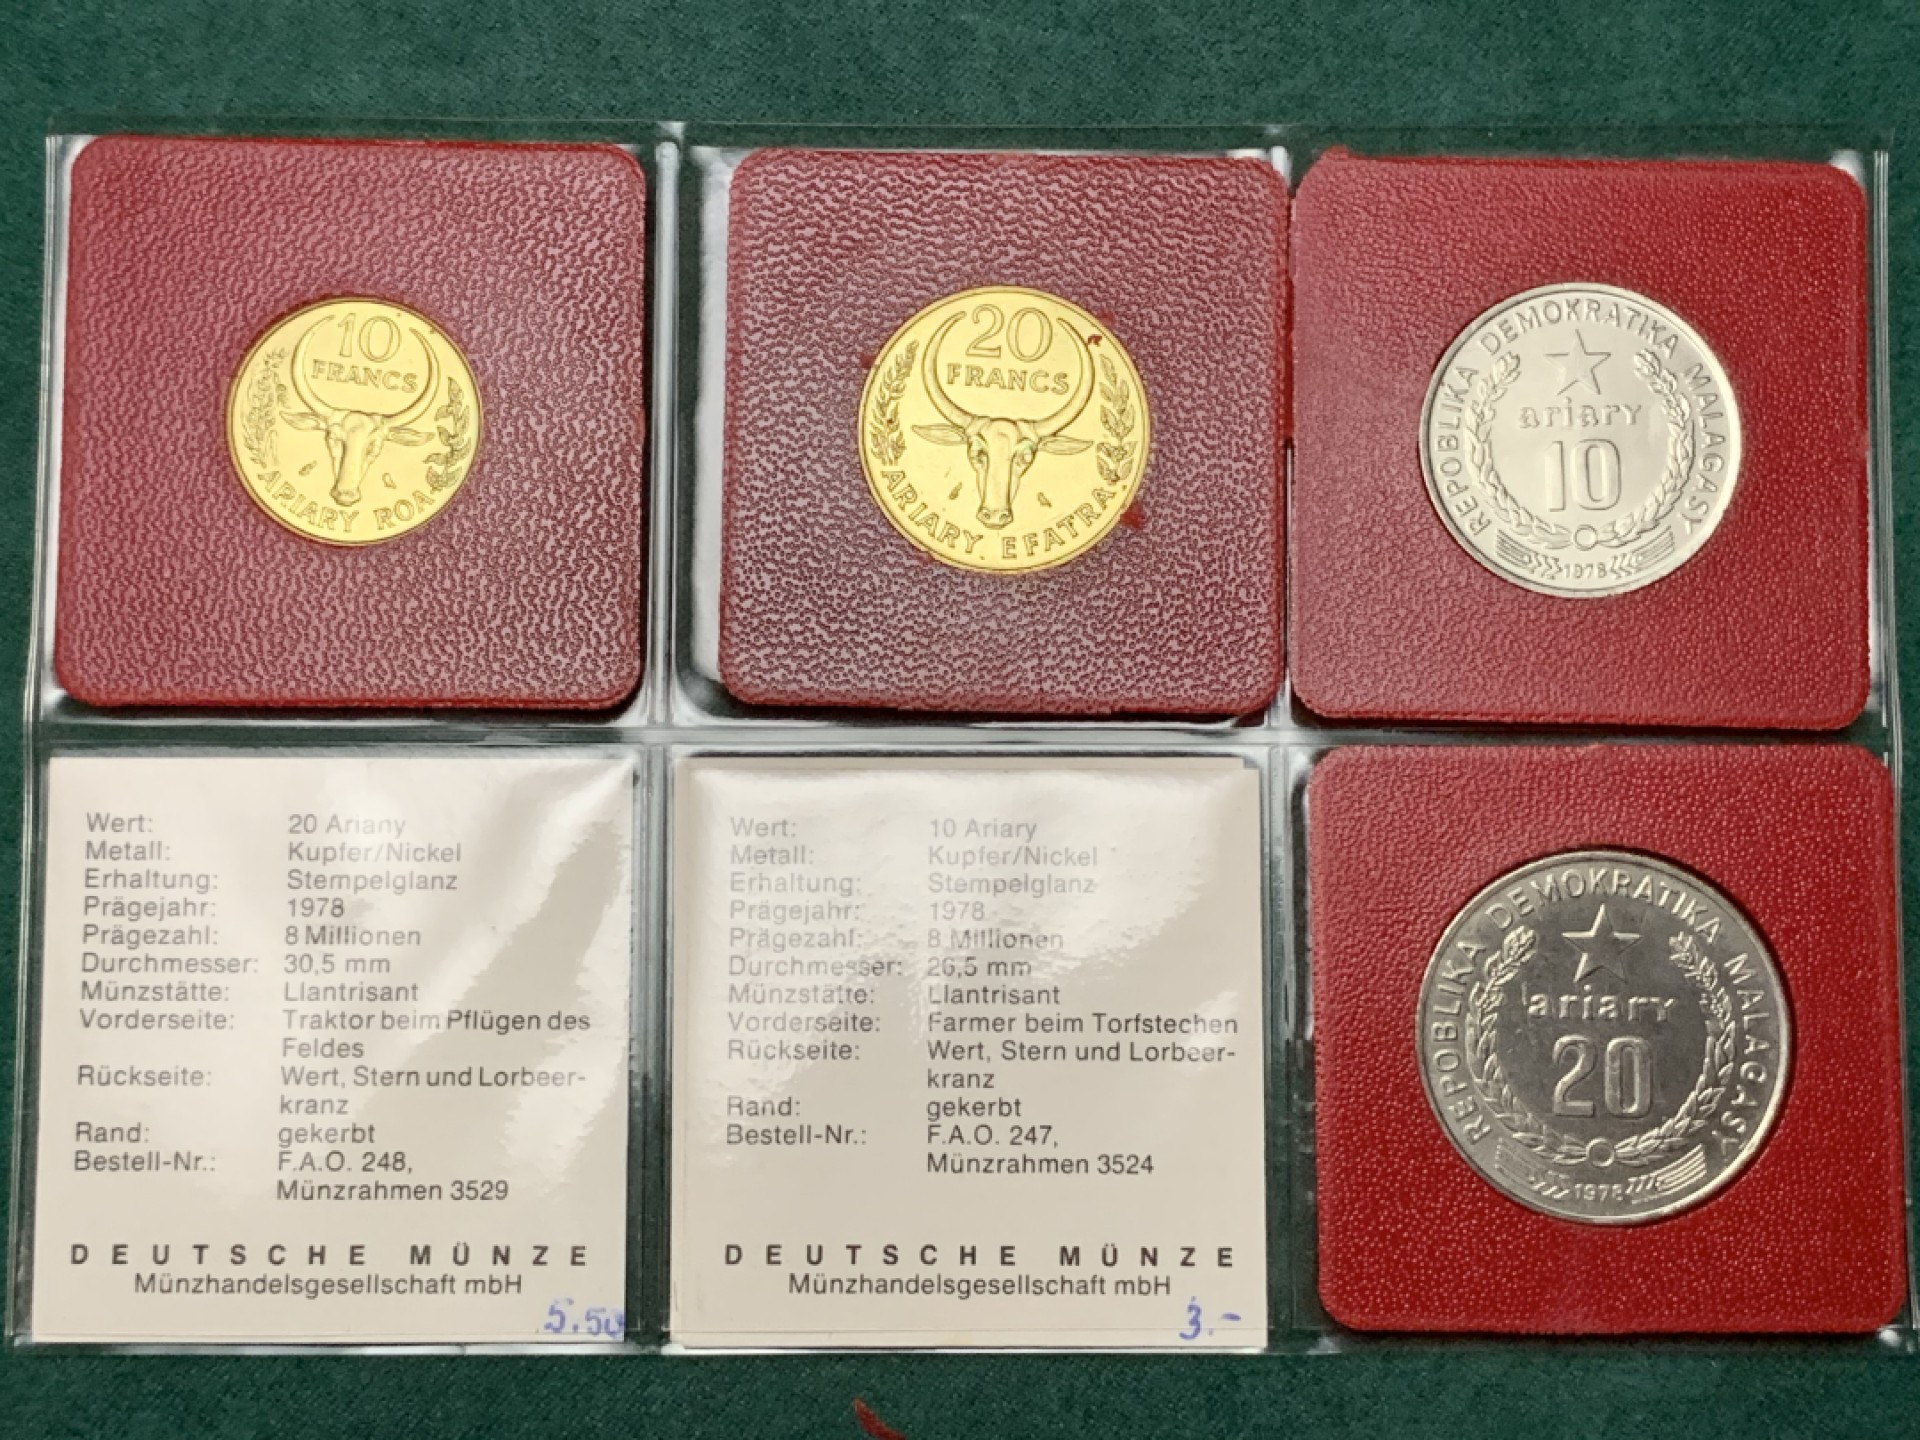 10
FRANCS
ARIARY ROA
20
FRANCS
ARIARY EFATRA
REPOBLIKA DEMOKRATIKA MALAGASY
ariary
10
1978
Wert: 20 Ariany
Metall: Kupfer/Nickel
Erhaltung: Stempelglanz
Prägejahr: 1978
Prägezahl: 8 Millionen
Durchmesser: 30,5 mm
Münzstätte: Llantrisant
Vorderseite: Traktor beim Pflügen des
Feldes
Rückseite: Wert, Stern und Lorbeer-
kranz
Rand: gekerbt
Bestell-Nr.: F.A.O. 248,
Münzrahmen 3529
DEUTSCHE MÜNZE
Münzhandelsgesellschaft mbH
5.50
Wert: 10 Ariary
Metall: Kupfer/Nickel
Erhaltung: Stempelglanz
Prägejahr: 1978
Prägezahl: 8 Millionen
Durchmesser: 26,5 mm
Münzstätte: Llantrisant
Vorderseite: Farmer beim Torfstechen
Rückseite: Wert, Stern und Lorbeer-
kranz
Rand: gekerbt
Bestell-Nr.: F.A.O. 247,
Münzrahmen 3524
DEUTSCHE MÜNZE
Münzhandelsgesellschaft mbH
3.-
REPOBLIKA DEMOKRATIKA MALAGASY
ariary
20
1978